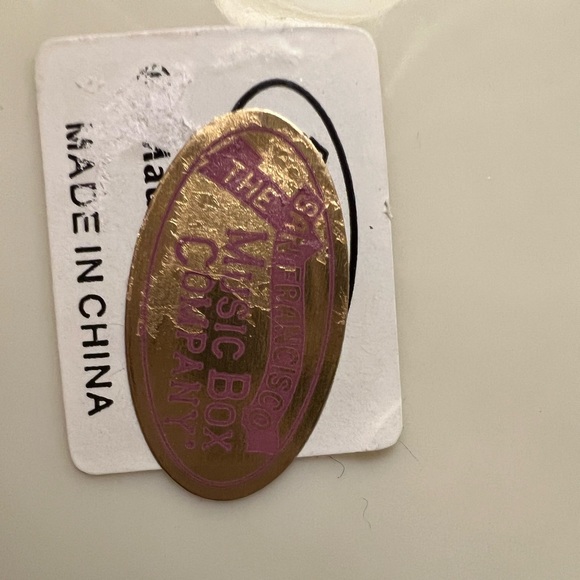 THE
SAN FRANCISCO
MUSIC BOX
COMPANY
MADE IN CHINA